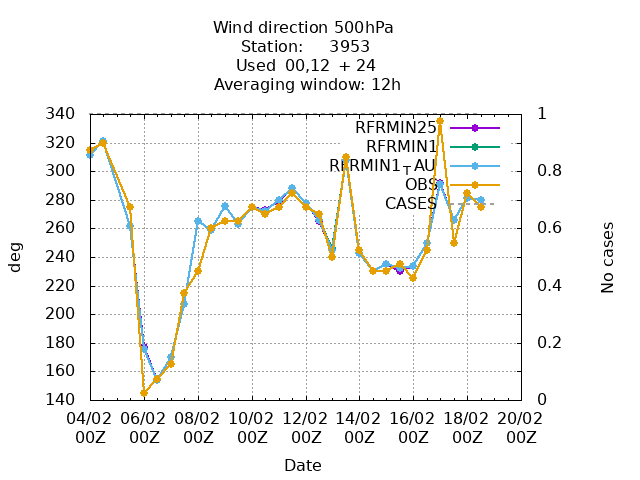 Wind direction 500hPa
Station: 3953
Used 00,12 + 24
Averaging window: 12h
340
320
300
280
260
240
220
200
180
160
140
deg
1
0.8
0.6
0.4
0.2
0
No cases
RFRMIN25
RFRMIN1
RFRMIN1_TAU
OBS
CASES
04/02 06/02 08/02 10/02 12/02 14/02 16/02 18/02 20/02
00Z 00Z 00Z 00Z 00Z 00Z 00Z 00Z 00Z
Date